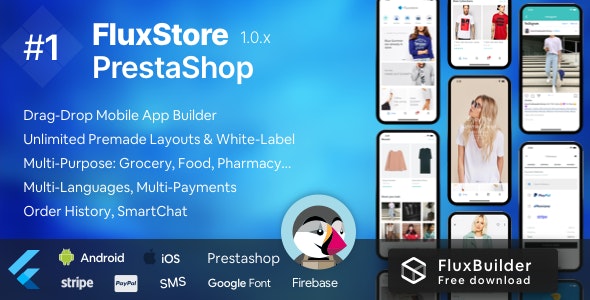 #1
FluxStore 1.0.x
PrestaShop
Drag-Drop Mobile App Builder
Unlimited Premade Layouts & White-Label
Multi-Purpose: Grocery, Food, Pharmacy...
Multi-Languages, Multi-Payments
Order History, SmartChat
Android iOS Prestashop
stripe PayPal SMS Google Font Firebase
FluxBuilder
Free download
PayPal
stripe